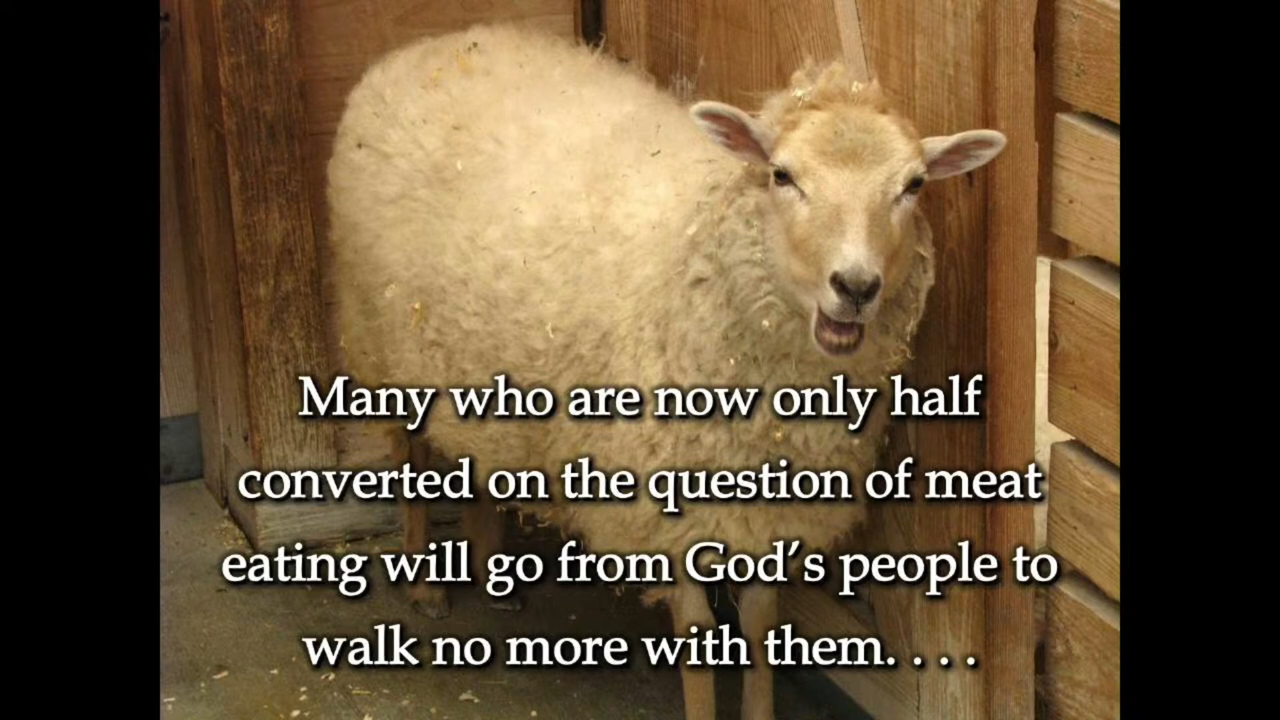 Many who are now only half
converted on the question of meat
eating will go from God’s people to
walk no more with them. . . .